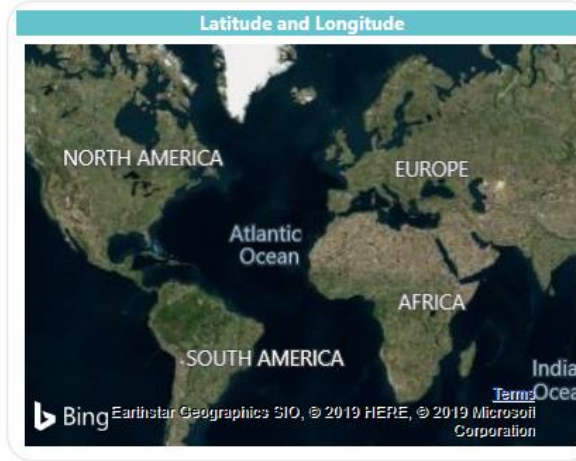 Latitude and Longitude
NORTH AMERICA
EUROPE
Atlantic
Ocean
AFRICA
SOUTH AMERICA
India
Terms Ocea
Bing Earthstar Geographics SIO, © 2019 HERE, © 2019 Microsoft
Corporation